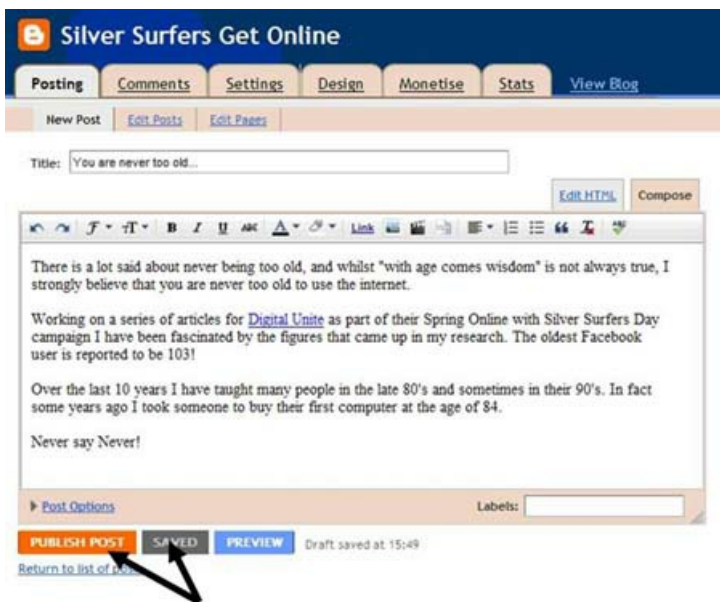 Silver Surfers Get Online
Posting Comments Settings Design Monetise Stats View Blog
New Post Edit Posts Edit Pages
Title: You are never too old...
Edit HTML Compose
B I U ABC A Link
There is a lot said about never being too old, and whilst "with age comes wisdom" is not always true, I
strongly believe that you are never too old to use the internet.
Working on a series of articles for Digital Unite as part of their Spring Online with Silver Surfers Day
campaign I have been fascinated by the figures that came up in my research. The oldest Facebook
user is reported to be 103!
Over the last 10 years I have taught many people in the late 80's and sometimes in their 90's. In fact
some years ago I took someone to buy their first computer at the age of 84.
Never say Never!
Post Options Labels:
PUBLISH POST SAVED PREVIEW Draft saved at 15:49
Return to list of